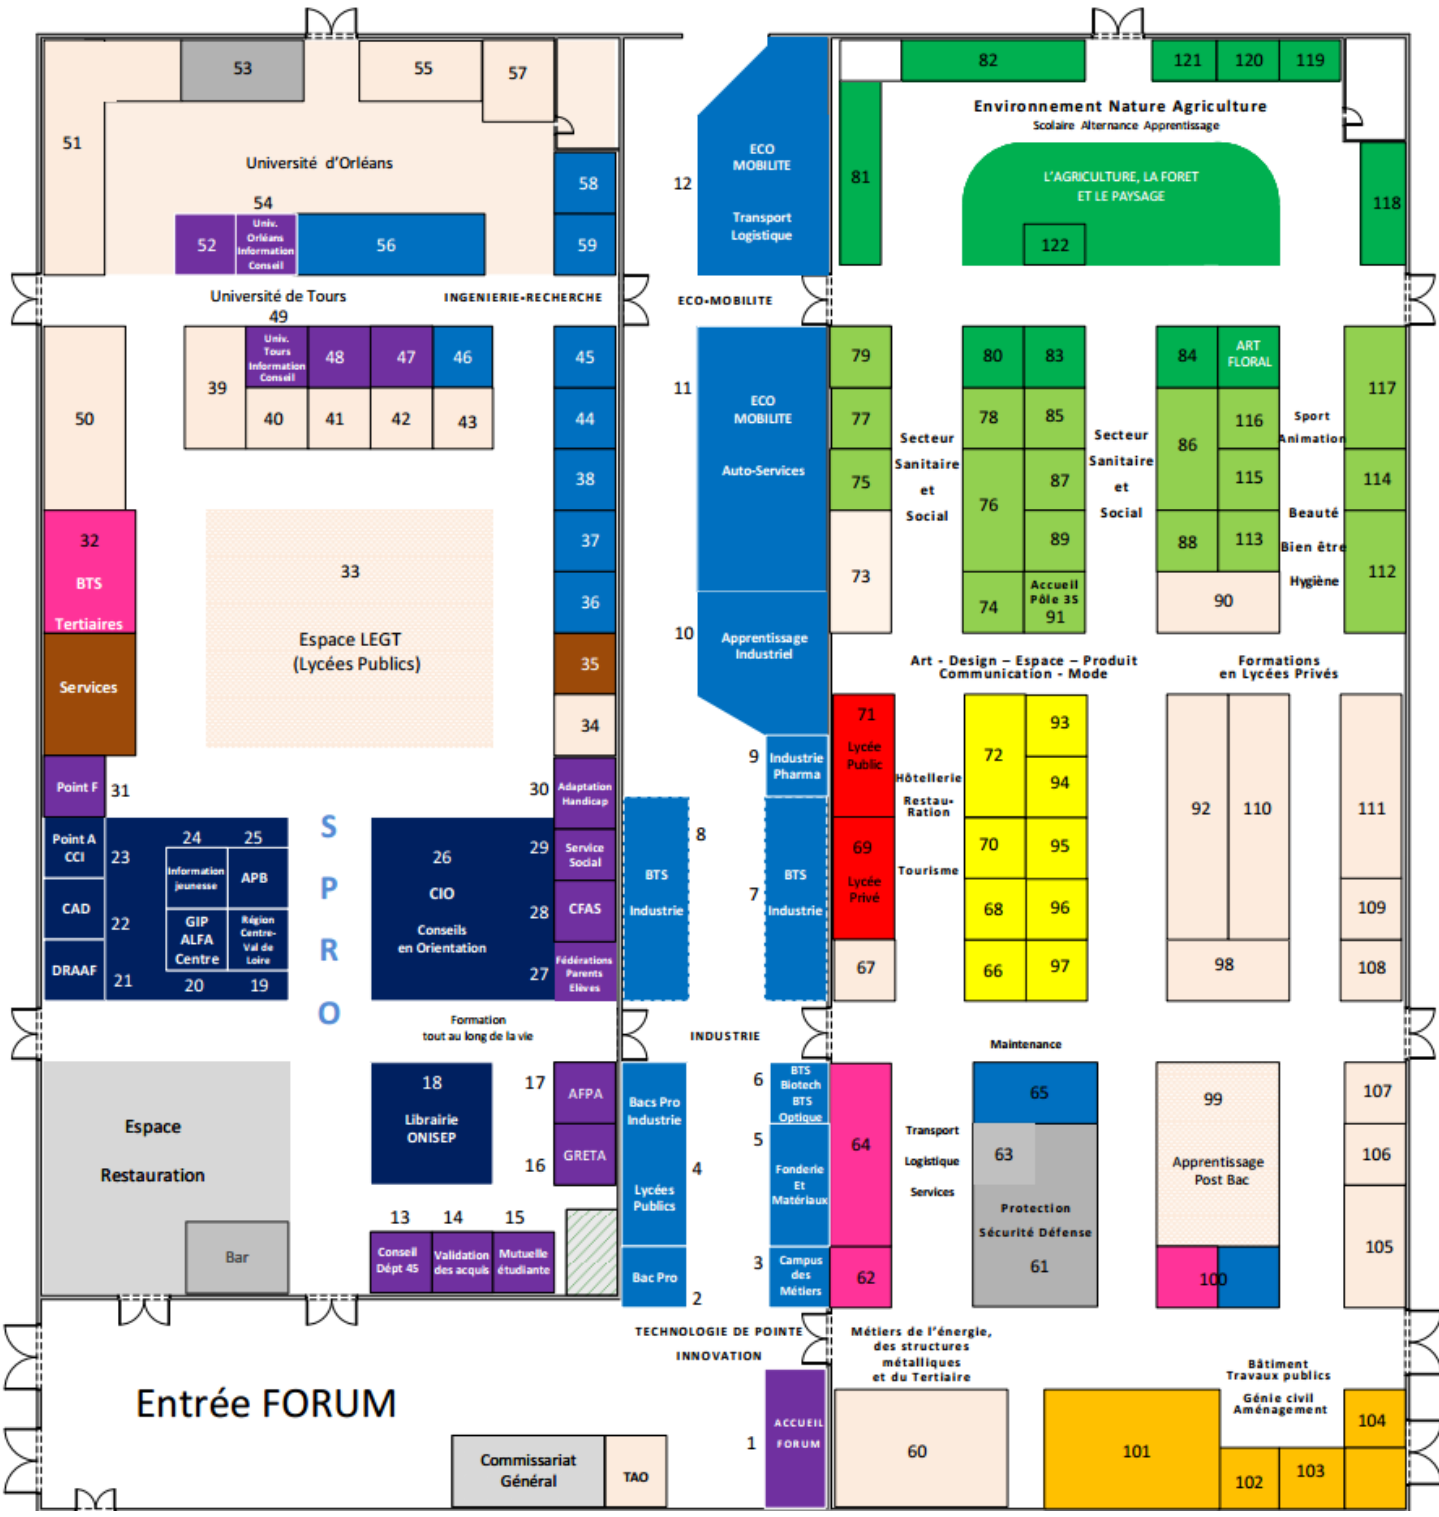 53
55
57
51
Université d'Orléans
54
52
Univ.
Orléans
Information
Conseil
56
58
59
Université de Tours
49
INGENIERIE-RECHERCHE
50
39
Univ.
Tours
Information
Conseil
48
47
46
40
41
42
43
45
44
38
37
36
35
34
32
BTS
Tertiaires
Services
33
Espace LEGT
(Lycées Publics)
Point F
31
Point A
CCI
23
CAD
22
DRAAF
21
24
25
Information
jeunesse
APB
GIP
ALFA
Centre
Région
Centre-
Val de
Loire
20
19
S
P
R
O
26
CIO
Conseils
en Orientation
30
Adaptation
Handicap
29
Service
Social
28
CFAS
27
Fédérations
Parents
Elèves
Formation
tout au long de la vie
18
Librairie
ONISEP
17
AFPA
16
GRETA
Espace
Restauration
Bar
13
14
15
Conseil
Dépt 45
Validation
des acquis
Mutuelle
étudiante
Entrée FORUM
Commissariat
Général
TAO
12
ECO
MOBILITE
Transport
Logistique
ECO-MOBILITE
11
ECO
MOBILITE
Auto-Services
10
Apprentissage
Industriel
9
Industrie
Pharma
8
BTS
Industrie
7
BTS
Industrie
INDUSTRIE
Bacs Pro
Industrie
4
Lycées
Publics
Bac Pro
2
6
BTS
Biotech
BTS
Optique
5
Fonderie
Et
Matériaux
3
Campus
des
Métiers
TECHNOLOGIE DE POINTE
INNOVATION
1
ACCUEIL
FORUM
82
121
120
119
Environnement Nature Agriculture
Scolaire Alternance Apprentissage
81
L'AGRICULTURE, LA FORET
ET LE PAYSAGE
122
118
79
77
75
73
Secteur
Sanitaire
et
Social
80
83
78
85
76
87
89
74
Accueil
Pôle 3S
91
Secteur
Sanitaire
et
Social
84
ART
FLORAL
86
116
115
88
113
90
Sport
Animation
Beauté
Bien être
Hygiène
117
114
112
Art - Design – Espace – Produit
Communication - Mode
Formations
en Lycées Privés
71
Lycée
Public
69
Lycée
Privé
67
Hôtellerie
Restau-
Ration
Tourisme
72
93
94
70
95
68
96
66
97
92
110
98
111
109
108
Maintenance
64
62
Transport
Logistique
Services
65
63
Protection
Sécurité Défense
61
99
Apprentissage
Post Bac
100
107
106
105
Métiers de l'énergie,
des structures
métalliques
et du Tertiaire
60
Bâtiment
Travaux publics
Génie civil
Aménagement
101
102
103
104